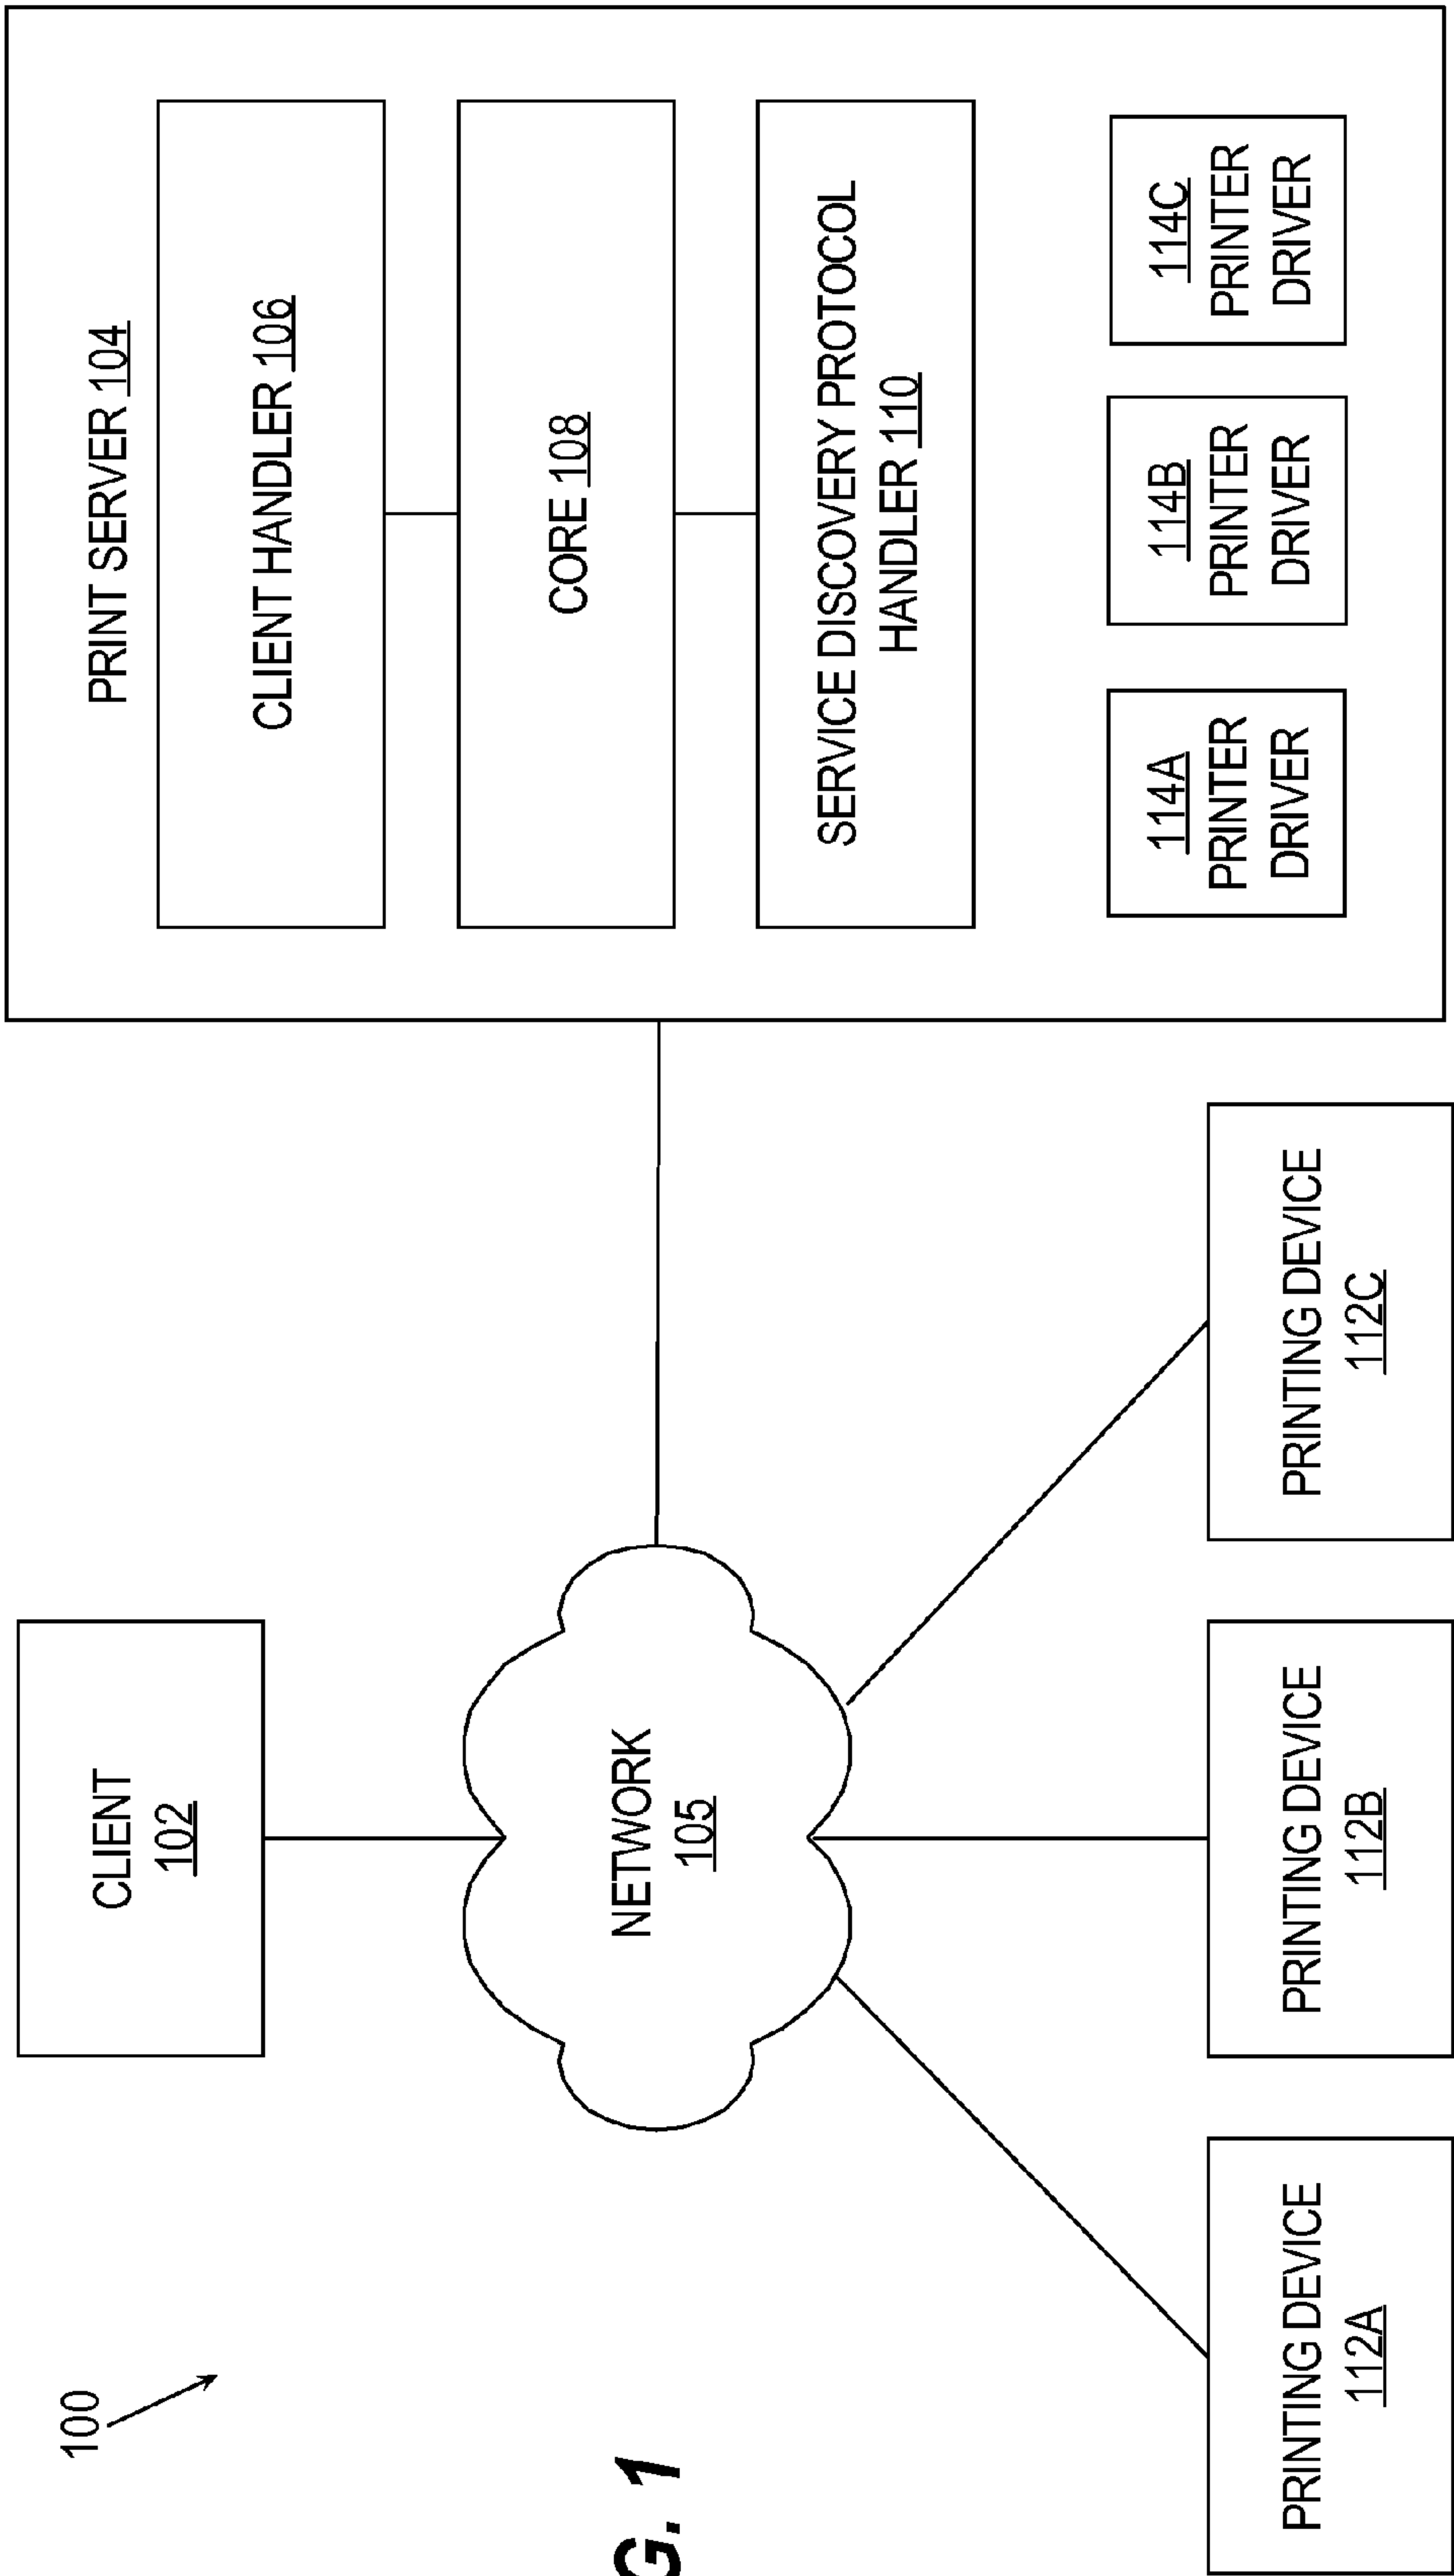 100
CLIENT
102
NETWORK
105
PRINTING DEVICE
112A
PRINTING DEVICE
112B
PRINTING DEVICE
112C
PRINT SERVER 104
CLIENT HANDLER 106
CORE 108
SERVICE DISCOVERY PROTOCOL
HANDLER 110
114A
PRINTER
DRIVER
114B
PRINTER
DRIVER
114C
PRINTER
DRIVER
G. 1